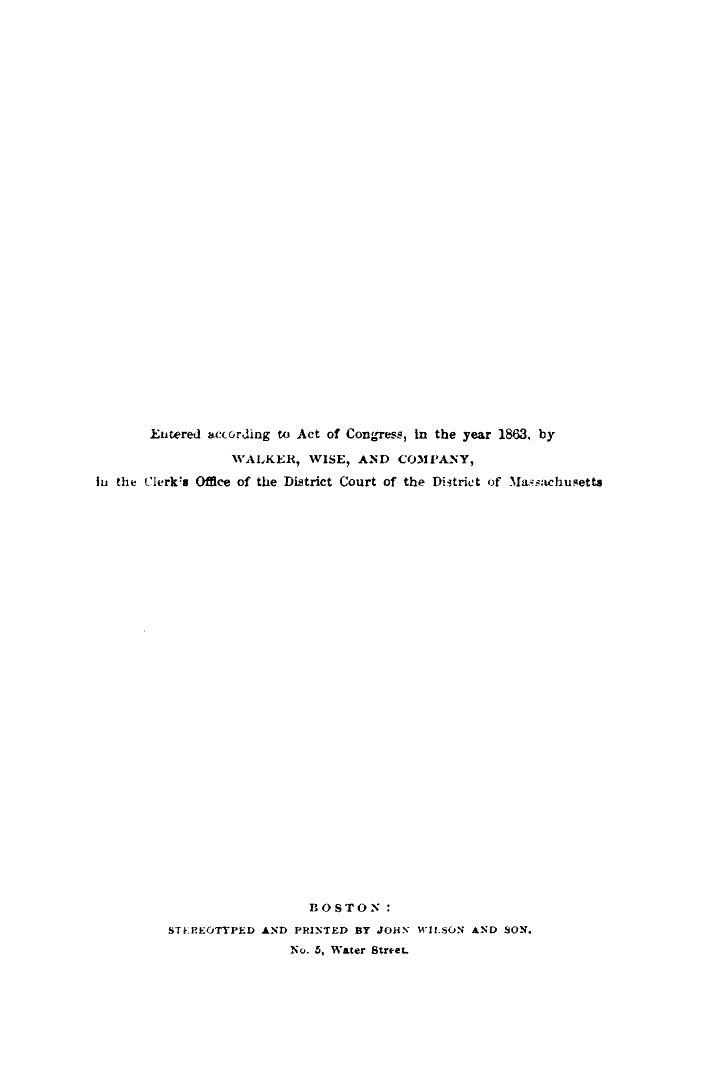 Entered according to Act of Congress, in the year 1863, by
WALKER, WISE, AND COMPANY,
In the Clerk's Office of the District Court of the District of Massachusetts
BOSTON:
STEREOTYPED AND PRINTED BY JOHN WILSON AND SON,
No. 5, Water Street.